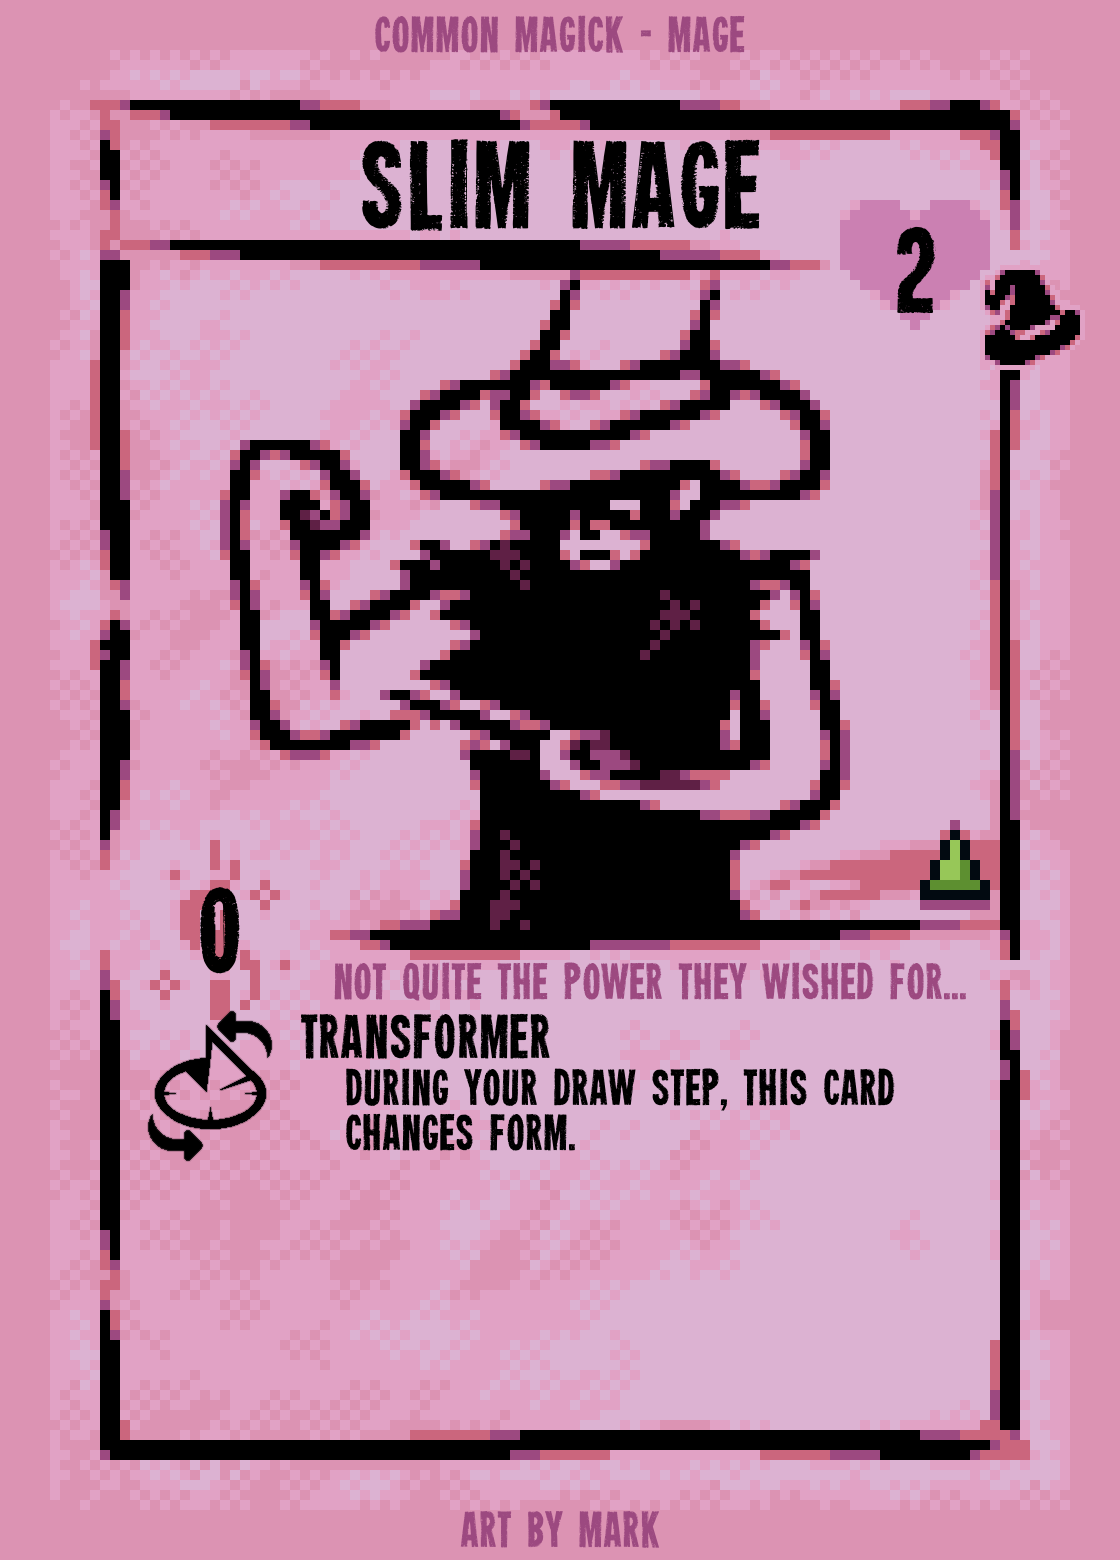 COMMON MAGICK - MAGE
SLIM MAGE
2
0
NOT QUITE THE POWER THEY WISHED FOR...
TRANSFORMER
DURING YOUR DRAW STEP, THIS CARD
CHANGES FORM.
ART BY MARK